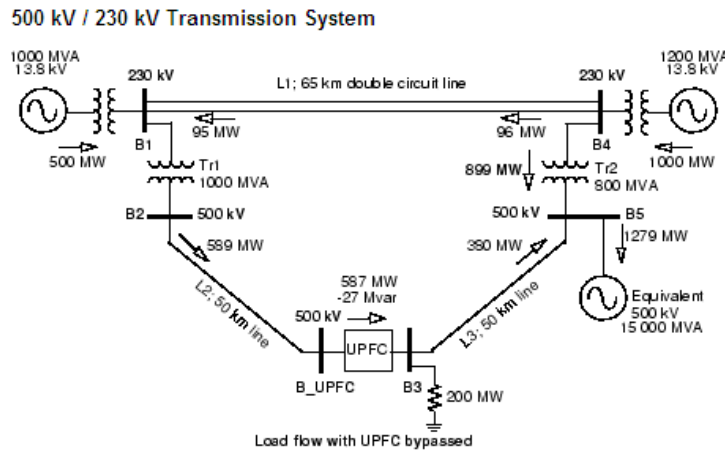 500 kV / 230 kV Transmission System
1000 MVA
13.8 kV
230 kV
L1; 65 km double circuit line
230 kV
1200 MVA
13.8 kV
95 MW
96 MW
500 MW
B1
B4
1000 MW
Tr1
1000 MVA
899 MW
Tr2
800 MVA
B2
500 kV
500 kV
B5
589 MW
380 MW
1279 MW
L2; 50 km line
587 MW
-27 Mvar
500 kV
UPFC
L3; 50 km line
Equivalent
500 kV
15 000 MVA
B_UPFC
B3
200 MW
Load flow with UPFC bypassed